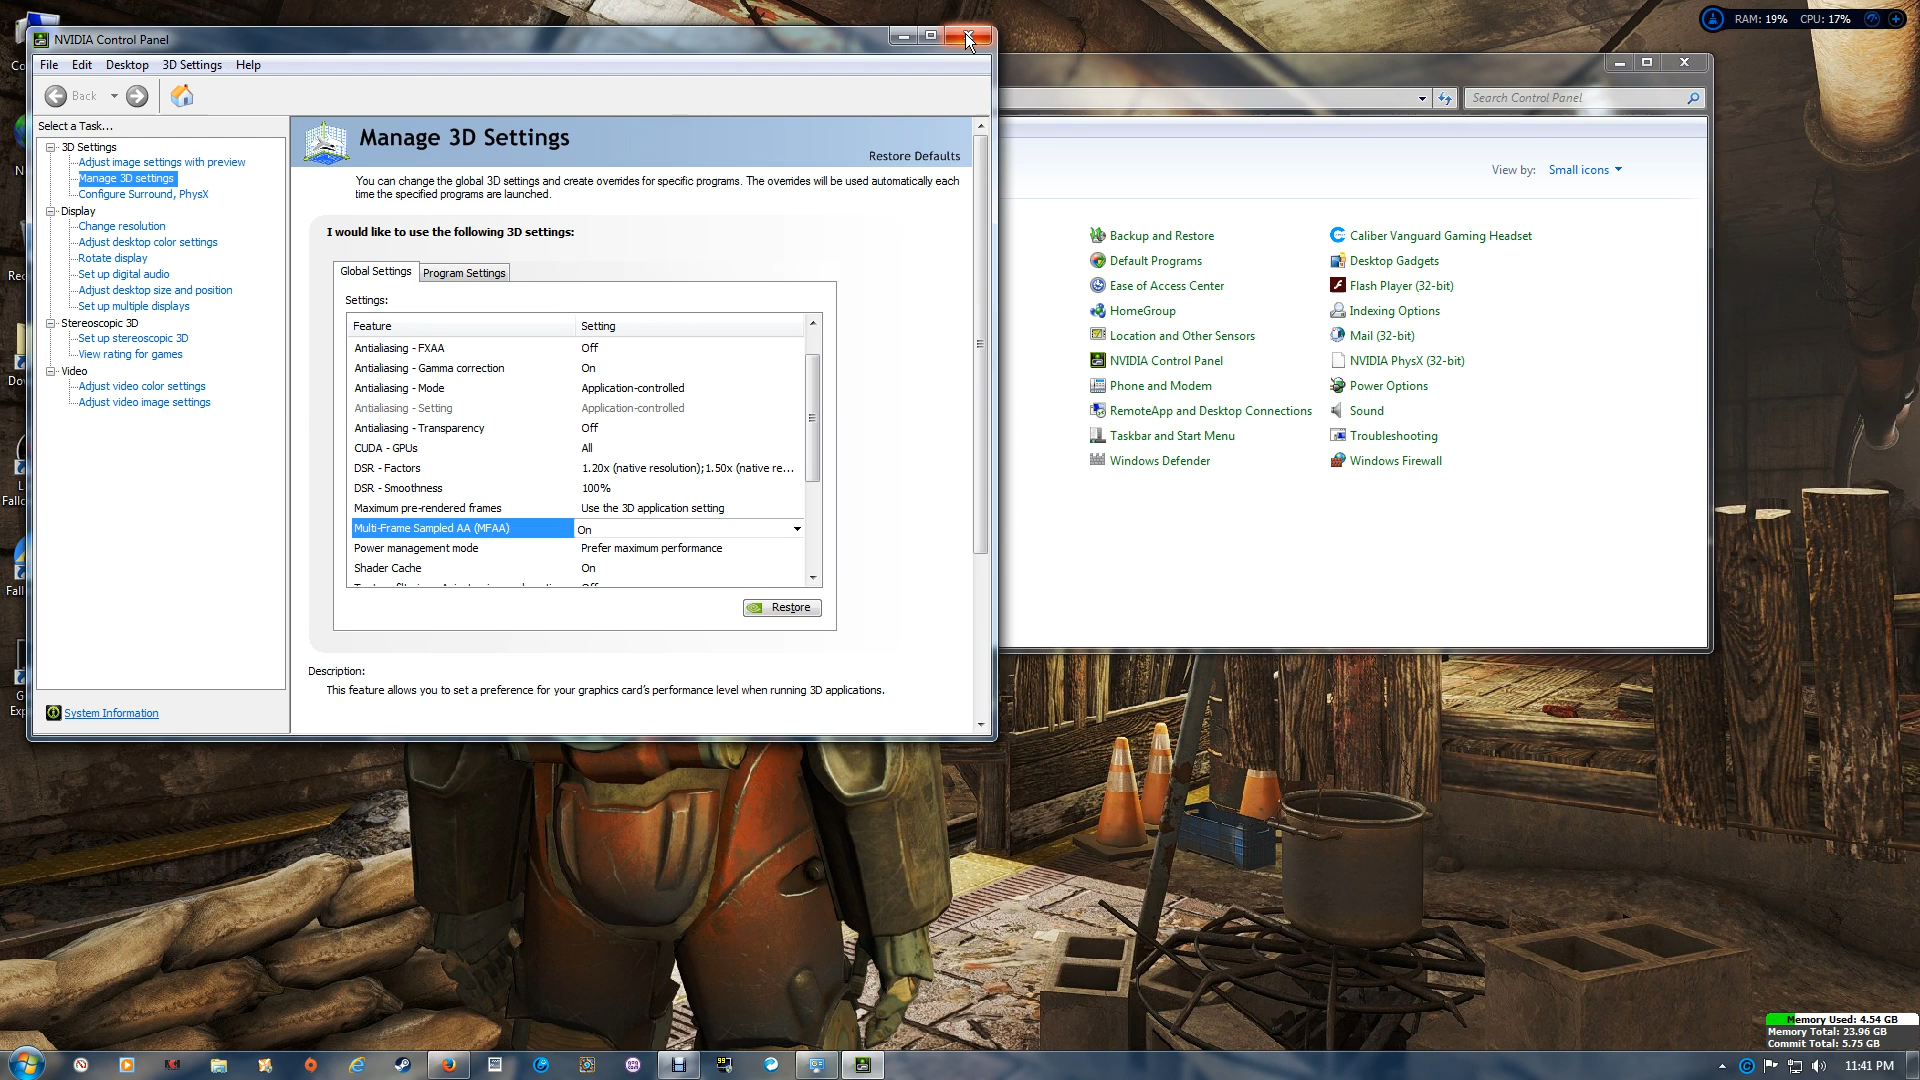 RAM: 19% CPU: 17%
NVIDIA Control Panel
File Edit Desktop 3D Settings Help
Back
Search Control Panel
Select a Task...
3D Settings
Adjust image settings with preview
Manage 3D settings
Configure Surround, PhysX
Display
Change resolution
Adjust desktop color settings
Rotate display
Set up digital audio
Adjust desktop size and position
Set up multiple displays
Stereoscopic 3D
Set up stereoscopic 3D
View rating for games
Video
Adjust video color settings
Adjust video image settings
System Information
Manage 3D Settings
Restore Defaults
You can change the global 3D settings and create overrides for specific programs. The overrides will be used automatically each
time the specified programs are launched.
I would like to use the following 3D settings:
Global Settings Program Settings
Settings:
Feature Setting
Antialiasing - FXAA Off
Antialiasing - Gamma correction On
Antialiasing - Mode Application-controlled
Antialiasing - Setting Application-controlled
Antialiasing - Transparency Off
CUDA - GPUs All
DSR - Factors 1.20x (native resolution);1.50x (native re...
DSR - Smoothness 100%
Maximum pre-rendered frames Use the 3D application setting
Multi-Frame Sampled AA (MFAA) On
Power management mode Prefer maximum performance
Shader Cache On
Restore
Description:
This feature allows you to set a preference for your graphics card's performance level when running 3D applications.
View by: Small icons
Backup and Restore
Default Programs
Ease of Access Center
HomeGroup
Location and Other Sensors
NVIDIA Control Panel
Phone and Modem
RemoteApp and Desktop Connections
Taskbar and Start Menu
Windows Defender
Caliber Vanguard Gaming Headset
Desktop Gadgets
Flash Player (32-bit)
Indexing Options
Mail (32-bit)
NVIDIA PhysX (32-bit)
Power Options
Sound
Troubleshooting
Windows Firewall
Memory Used: 4.54 GB
Memory Total: 23.96 GB
Commit Total: 5.75 GB
11:41 PM